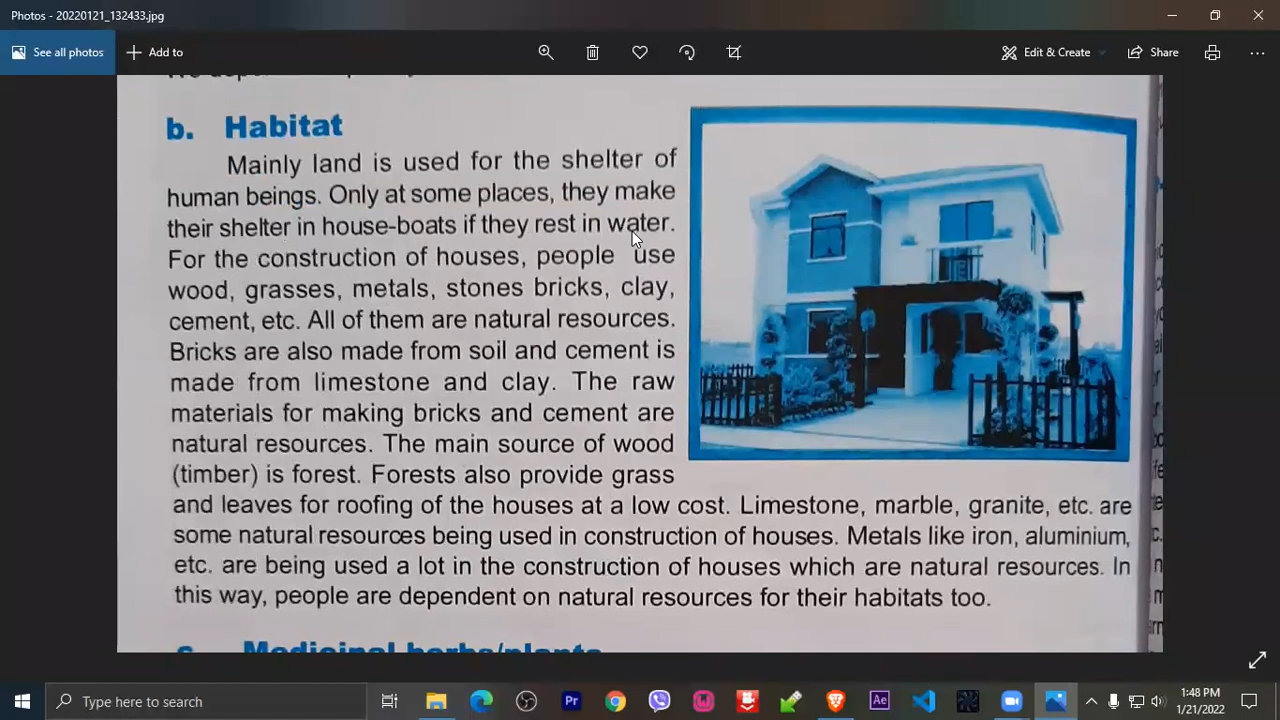 Photos - 20220121_132433.jpg
See all photos
Add to
Edit & Create
Share
b. Habitat
Mainly land is used for the shelter of
human beings. Only at some places, they make
their shelter in house-boats if they rest in water.
For the construction of houses, people use
wood, grasses, metals, stones bricks, clay,
cement, etc. All of them are natural resources.
Bricks are also made from soil and cement is
made from limestone and clay. The raw
materials for making bricks and cement are
natural resources. The main source of wood
(timber) is forest. Forests also provide grass
and leaves for roofing of the houses at a low cost. Limestone, marble, granite, etc. are
some natural resources being used in construction of houses. Metals like iron, aluminium,
etc. are being used a lot in the construction of houses which are natural resources. In
this way, people are dependent on natural resources for their habitats too.
c. Medicinal herbs/plants
Type here to search
Pr
Ae
1:48 PM
1/21/2022